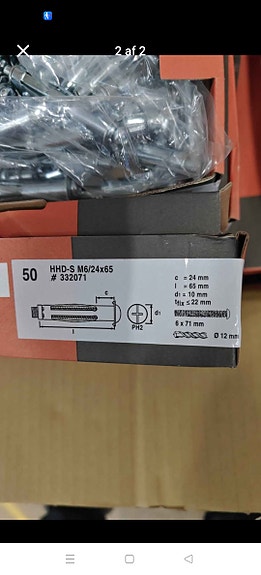 2 af 2
50
HHD-S M6/24x65
# 332071
c = 24 mm
l = 65 mm
d1 = 10 mm
tfix ≤ 22 mm
6 x 71 mm
Ø 12 mm
c
d1
l
PH2